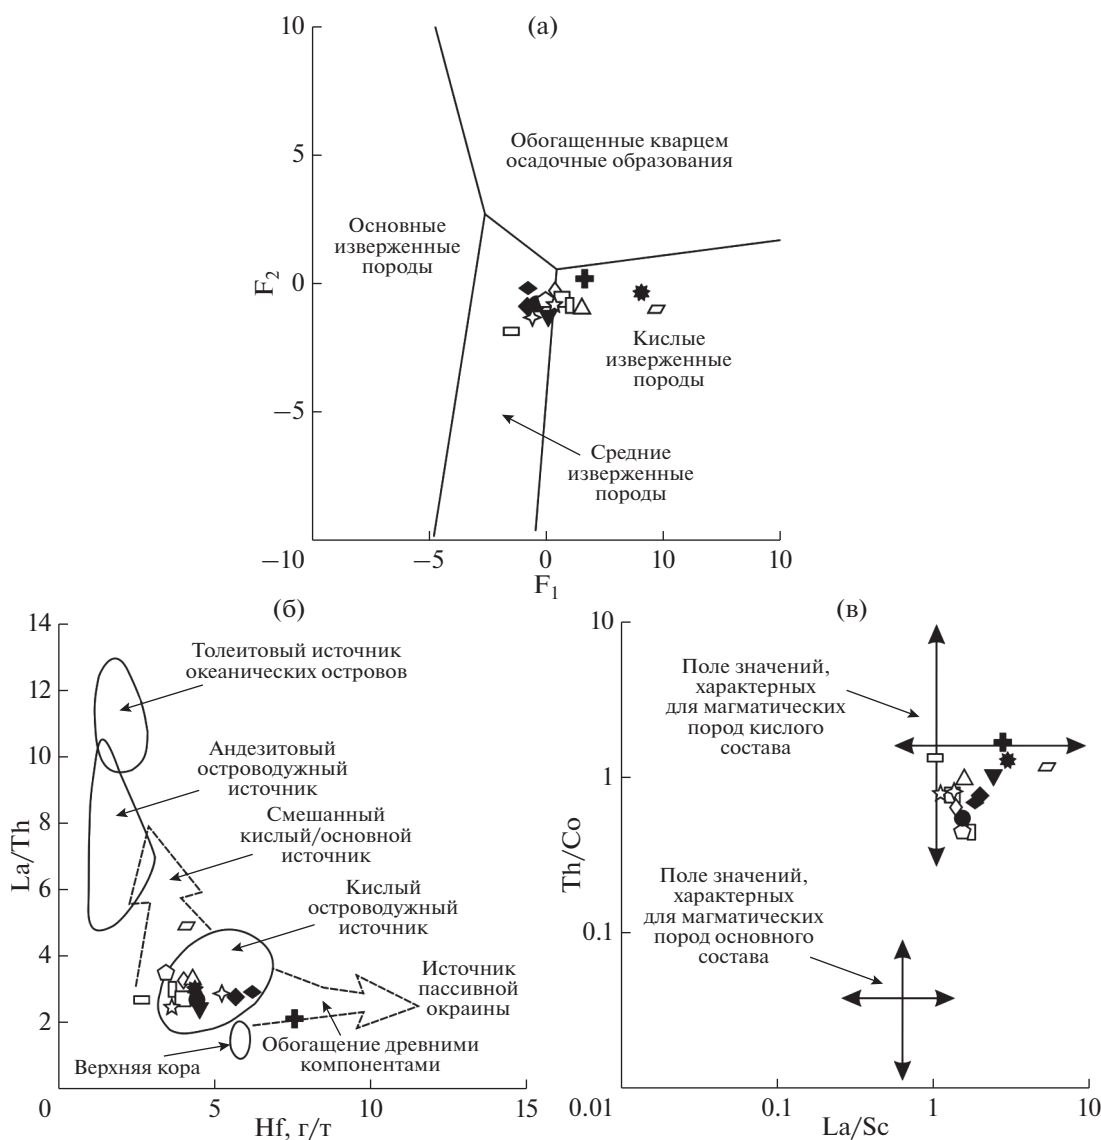 (а)
10
5
0
−5
−10
−5
0
10
10
F2
F1
Обогащенные кварцем
осадочные образования
Основные
изверженные
породы
Кислые
изверженные
породы
Средние
изверженные
породы
(б)
14
12
10
8
6
4
2
0
5
10
15
La/Th
Hf, г/т
Толеитовый источник
океанических островов
Андезитовый
островодужный
источник
Смешанный
кислый/основной
источник
Кислый
островодужный
источник
Источник
пассивной
окраины
Обогащение древними
компонентами
Верхняя кора
(в)
10
1
0.1
0.01
0.1
1
10
Th/Co
La/Sc
Поле значений,
характерных
для магматических
пород кислого
состава
Поле значений,
характерных
для магматических
пород основного
состава